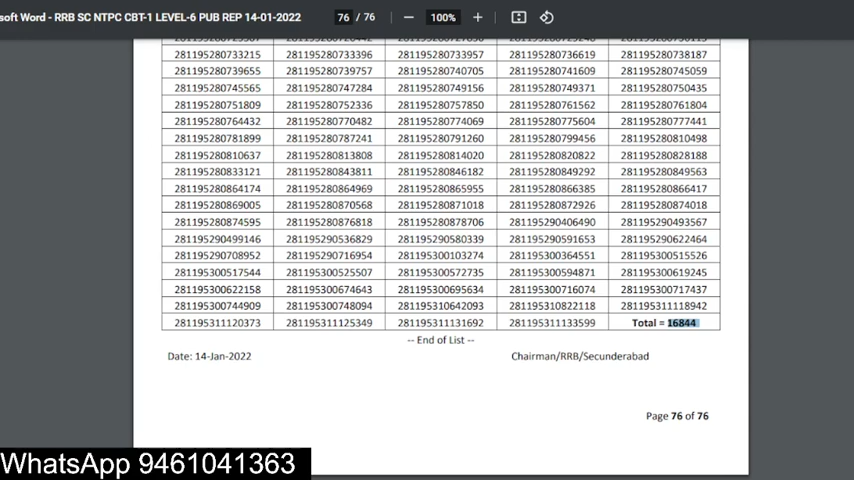 soft Word - RRB SC NTPC CBT-1 LEVEL-6 PUB REP 14-01-2022 76 / 76 100%
281195280733215 281195280733396 281195280733957 281195280736619 281195280738187
281195280739655 281195280739757 281195280740705 281195280741609 281195280745059
281195280745565 281195280747284 281195280749156 281195280749371 281195280750435
281195280751809 281195280752336 281195280757850 281195280761562 281195280761804
281195280764432 281195280770482 281195280774069 281195280775604 281195280777441
281195280781899 281195280787241 281195280791260 281195280799456 281195280810498
281195280810637 281195280813808 281195280814020 281195280820822 281195280828188
281195280833121 281195280843811 281195280846182 281195280849292 281195280849563
281195280864174 281195280864969 281195280865955 281195280866385 281195280866417
281195280869005 281195280870568 281195280871018 281195280872926 281195280874018
281195280874595 281195280876818 281195280878706 281195290406490 281195290493567
281195290499146 281195290536829 281195290580339 281195290591653 281195290622464
281195290708952 281195290716954 281195300103274 281195300364551 281195300515526
281195300517544 281195300525507 281195300572735 281195300594871 281195300619245
281195300622158 281195300674643 281195300695634 281195300716074 281195300717437
281195300744909 281195300748094 281195310642093 281195310822118 281195311118942
281195311120373 281195311125349 281195311131692 281195311133599 Total = 16844
-- End of List --
Date: 14-Jan-2022 Chairman/RRB/Secunderabad
Page 76 of 76
WhatsApp 9461041363